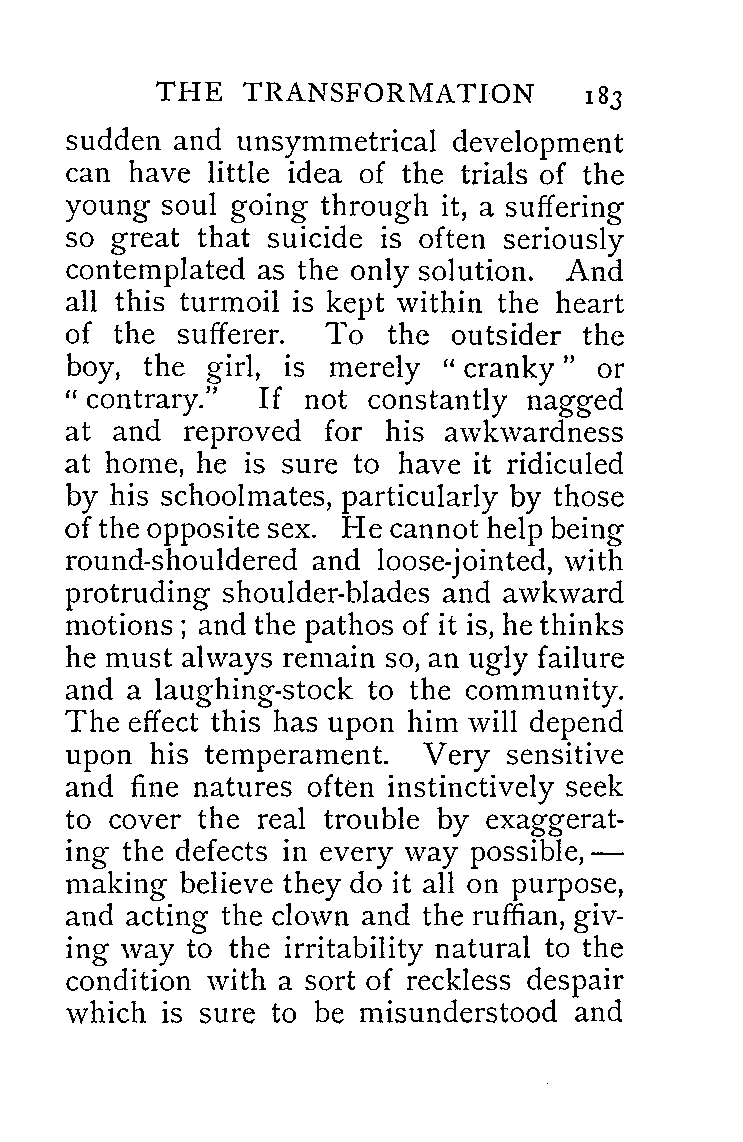 THE TRANSFORMATION 183
sudden and unsymmetrical development
can have little idea of the trials of the
young soul going through it, a suffering
so great that suicide is often seriously
contemplated as the only solution. And
all this turmoil is kept within the heart
of the sufferer. To the outsider the
boy, the girl, is merely “ cranky ” or
“ contrary.” If not constantly nagged
at and reproved for his awkwardness
at home, he is sure to have it ridiculed
by his schoolmates, particularly by those
of the opposite sex. He cannot help being
round-shouldered and loose-jointed, with
protruding shoulder-blades and awkward
motions ; and the pathos of it is, he thinks
he must always remain so, an ugly failure
and a laughing-stock to the community.
The effect this has upon him will depend
upon his temperament. Very sensitive
and fine natures often instinctively seek
to cover the real trouble by exaggerat-
ing the defects in every way possible, —
making believe they do it all on purpose,
and acting the clown and the ruffian, giv-
ing way to the irritability natural to the
condition with a sort of reckless despair
which is sure to be misunderstood and